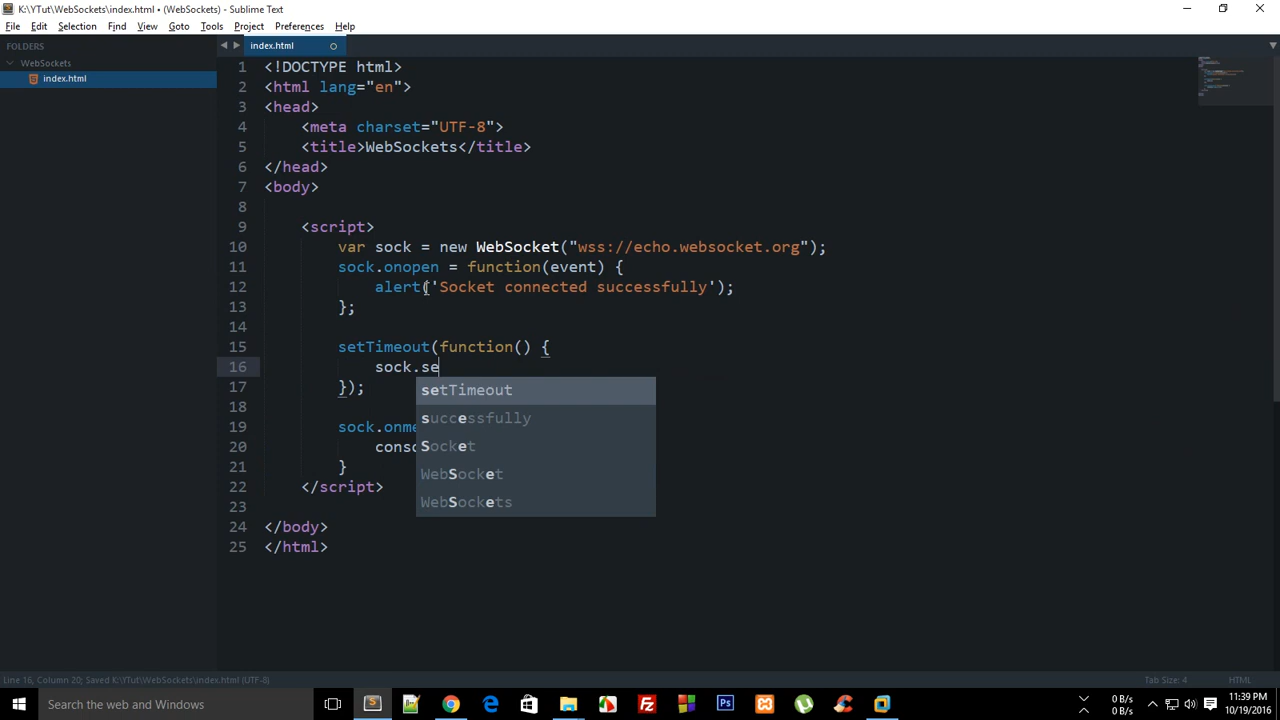 K:\YTut\WebSockets\index.html • (WebSockets) - Sublime Text
File Edit Selection Find View Goto Tools Project Preferences Help
FOLDERS
WebSockets
index.html
index.html
1 <!DOCTYPE html>
2 <html lang="en">
3 <head>
4 <meta charset="UTF-8">
5 <title>WebSockets</title>
6 </head>
7 <body>
8
9 <script>
10 var sock = new WebSocket("wss://echo.websocket.org");
11 sock.onopen = function(event) {
12 alert('Socket connected successfully');
13 };
14
15 setTimeout(function() {
16 sock.se
17 });
18
19 sock.onme
20 conso
21 }
22 </script>
23
24 </body>
25 </html>
setTimeout
successfully
Socket
WebSocket
WebSockets
Line 16, Column 20; Saved K:\YTut\WebSockets\index.html (UTF-8)
Tab Size: 4
HTML
Search the web and Windows
0 B/s
0 B/s
11:39 PM
10/19/2016